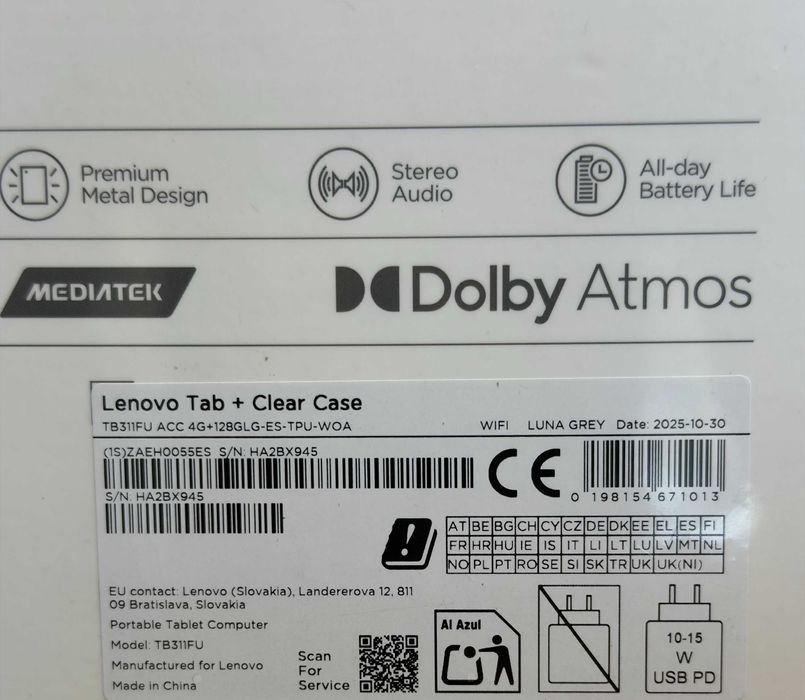 Premium
Metal Design
Stereo
Audio
All-day
Battery Life
MEDIATEK
Dolby Atmos
Lenovo Tab + Clear Case
TB311FU ACC 4G+128GLG-ES-TPU-WOA WIFI LUNA GREY Date: 2025-10-30
(1S)ZAEH0055ES S/N: HA2BX945
CE
0 198154 671013
S/N: HA2BX945
AT BE BG CH CY CZ DE DK EE EL ES FI
FR HR HU IE IS IT LI LT LU LV MT NL
NO PL PT RO SE SI SK TR UK UK(NI)
EU contact: Lenovo (Slovakia), Landererova 12, 811
09 Bratislava, Slovakia
Portable Tablet Computer
Model: TB311FU
Manufactured for Lenovo
Made in China
Scan
For
Service
Al Azul
10-15
W
USB PD